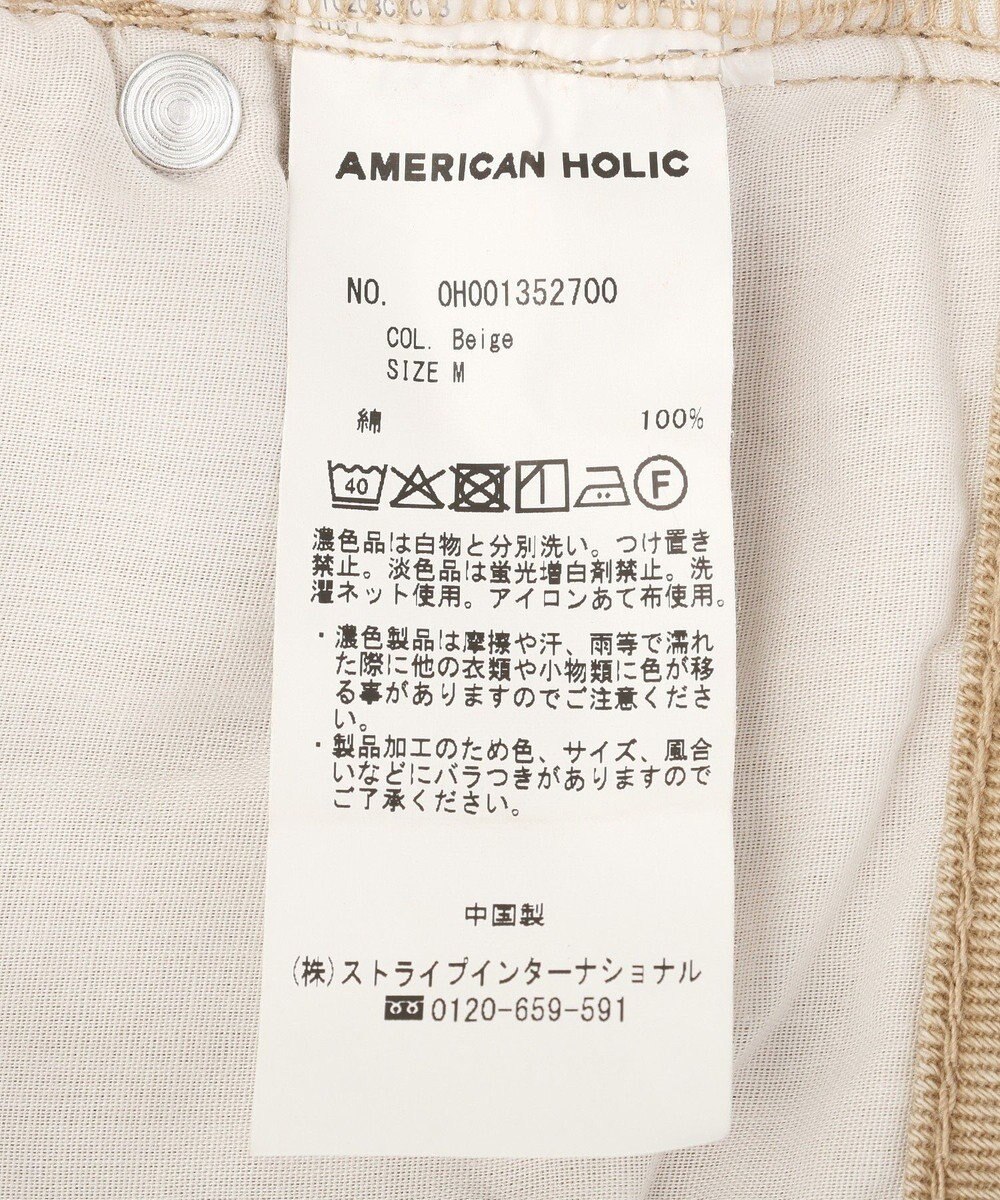 AMERICAN HOLIC
NO. OH001352700
COL. Beige
SIZE M
綿 100%
40 F
濃色品は白物と分別洗い。つけ置き
禁止。淡色品は蛍光増白剤禁止。洗
濯ネット使用。アイロンあて布使用。
・濃色製品は摩擦や汗、雨等で濡れ
た際に他の衣類や小物類に色が移
る事がありますのでご注意くださ
い。
・製品加工のため色、サイズ、風合
いなどにバラつきがありますので
ご了承ください。
中国製
(株)ストライプインターナショナル
0120-659-591